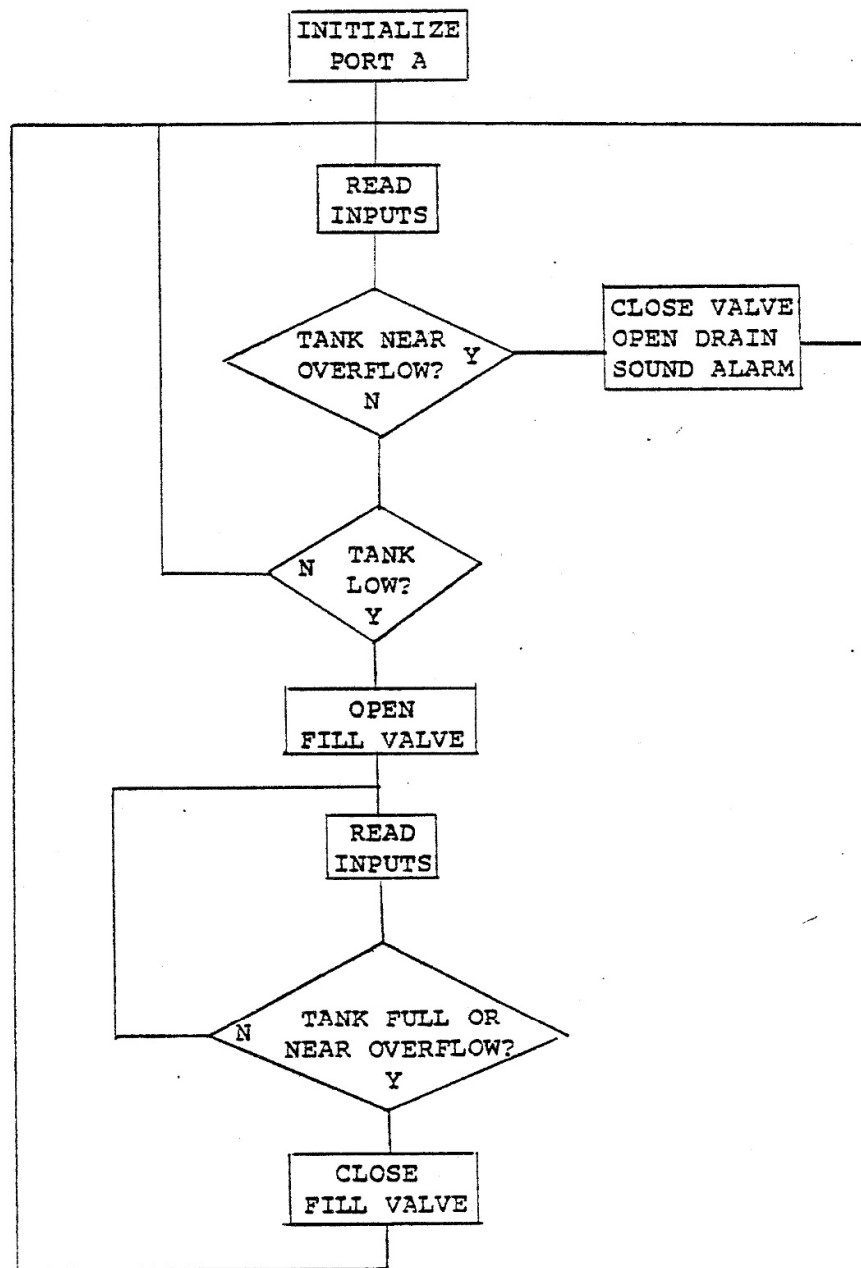 INITIALIZE
PORT A
READ
INPUTS
TANK NEAR
OVERFLOW?
Y
N
CLOSE VALVE
OPEN DRAIN
SOUND ALARM
N
TANK
LOW?
Y
OPEN
FILL VALVE
READ
INPUTS
N
TANK FULL OR
NEAR OVERFLOW?
Y
CLOSE
FILL VALVE